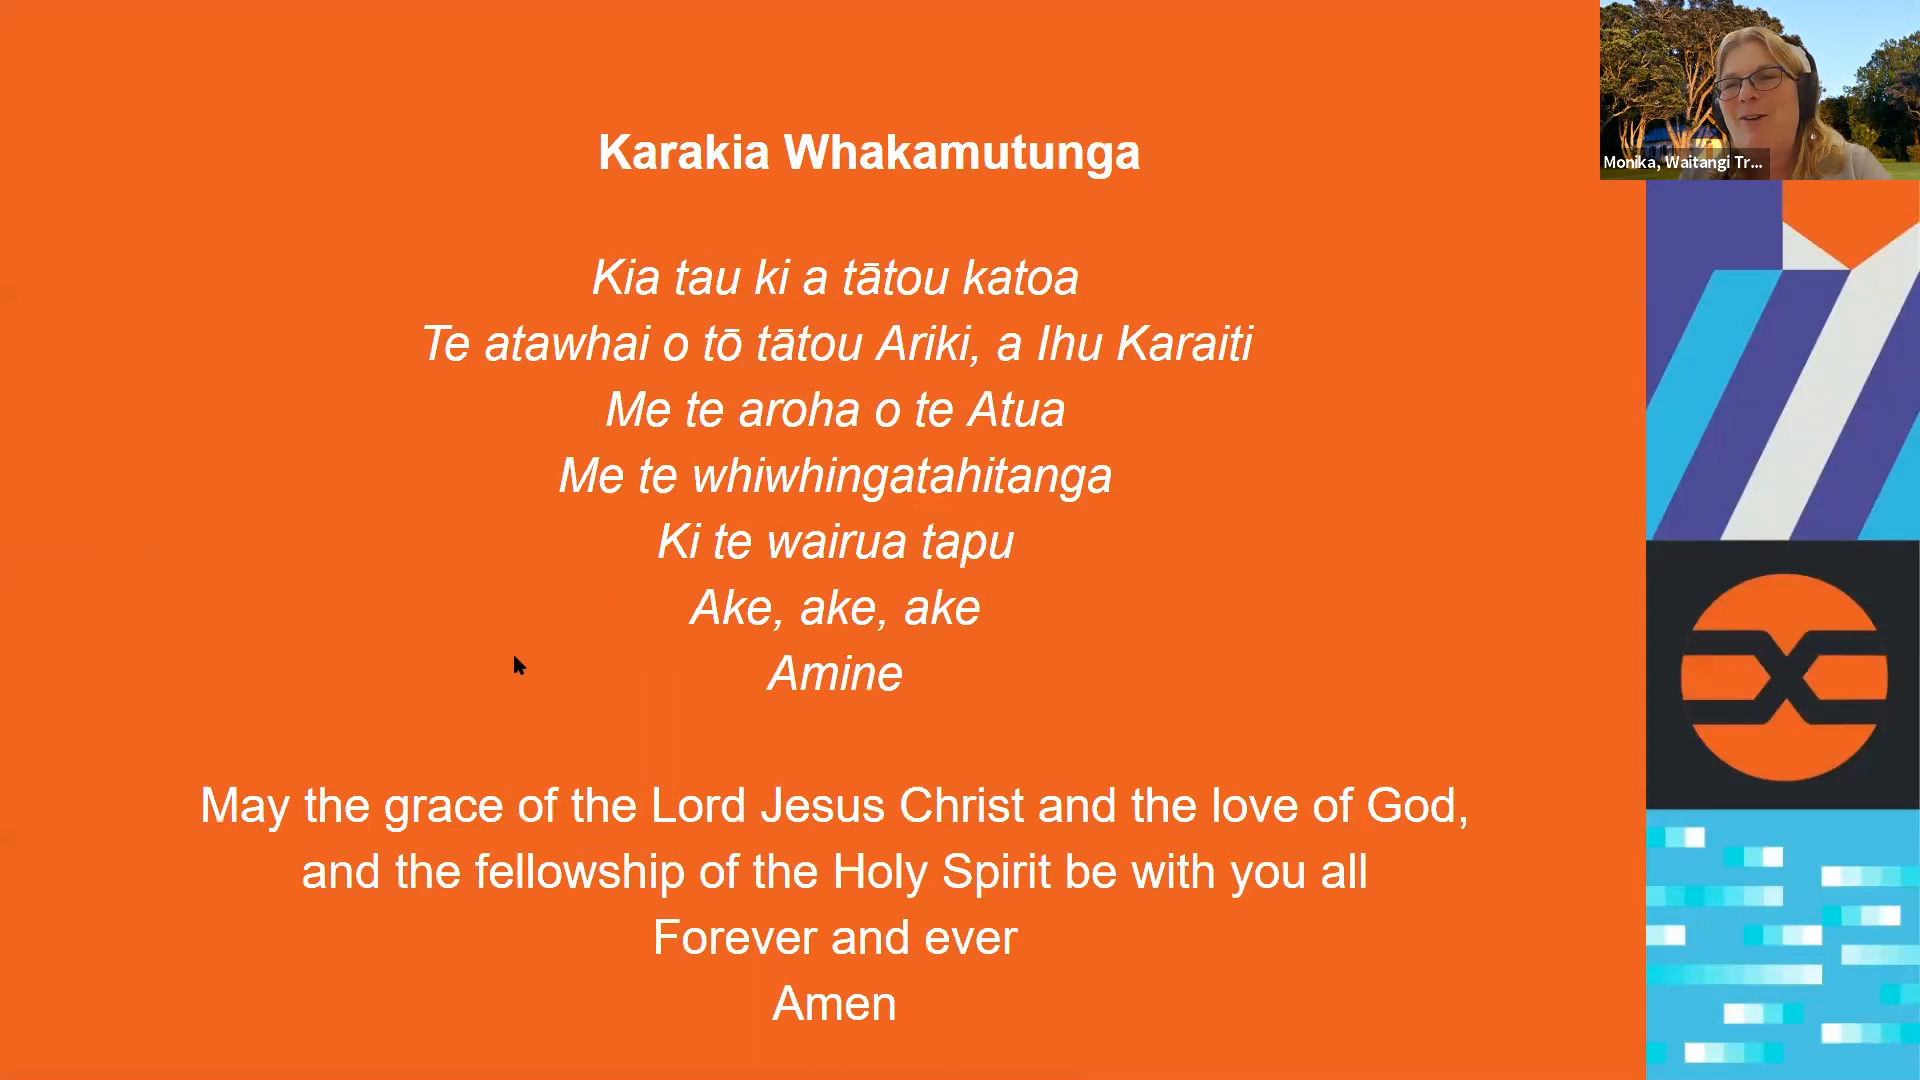 Karakia Whakamutunga
Kia tau ki a tātou katoa
Te atawhai o tō tātou Ariki, a Ihu Karaiti
Me te aroha o te Atua
Me te whiwhingatahitanga
Ki te wairua tapu
Ake, ake, ake
Amine
May the grace of the Lord Jesus Christ and the love of God,
and the fellowship of the Holy Spirit be with you all
Forever and ever
Amen
Monika, Waitangi Tr...